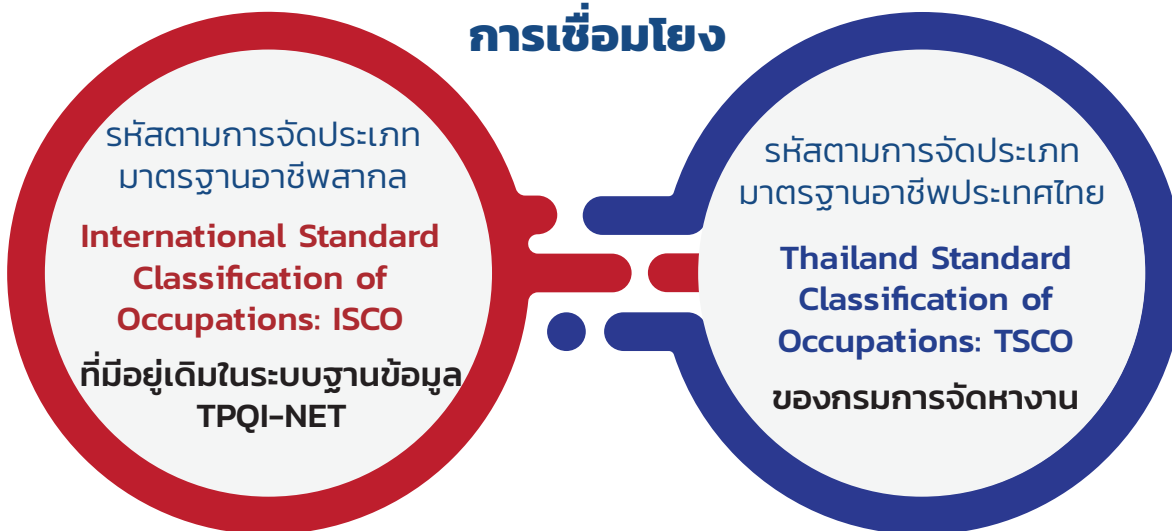 การเชื่อมโยง
รหัสตามการจัดประเภท
มาตรฐานอาชีพสากล
International Standard
Classification of
Occupations: ISCO
ที่มีอยู่เดิมในระบบฐานข้อมูล
TPQI-NET
รหัสตามการจัดประเภท
มาตรฐานอาชีพประเทศไทย
Thailand Standard
Classification of
Occupations: TSCO
ของกรมการจัดหางาน